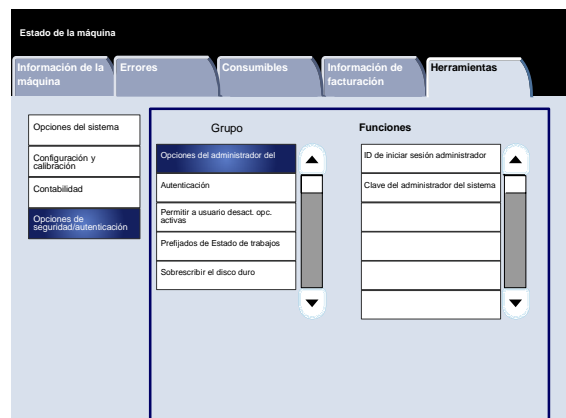 Estado de la máquina
Información de la
máquina
Errores
Consumibles
Información de
facturación
Herramientas
Opciones del sistema
Configuración y
calibración
Contabilidad
Opciones de
seguridad/autenticación
Grupo
Opciones del administrador del
Autenticación
Permitir a usuario desact. opc.
activas
Prefijados de Estado de trabajos
Sobrescribir el disco duro
Funciones
ID de iniciar sesión administrador
Clave del administrador del sistema